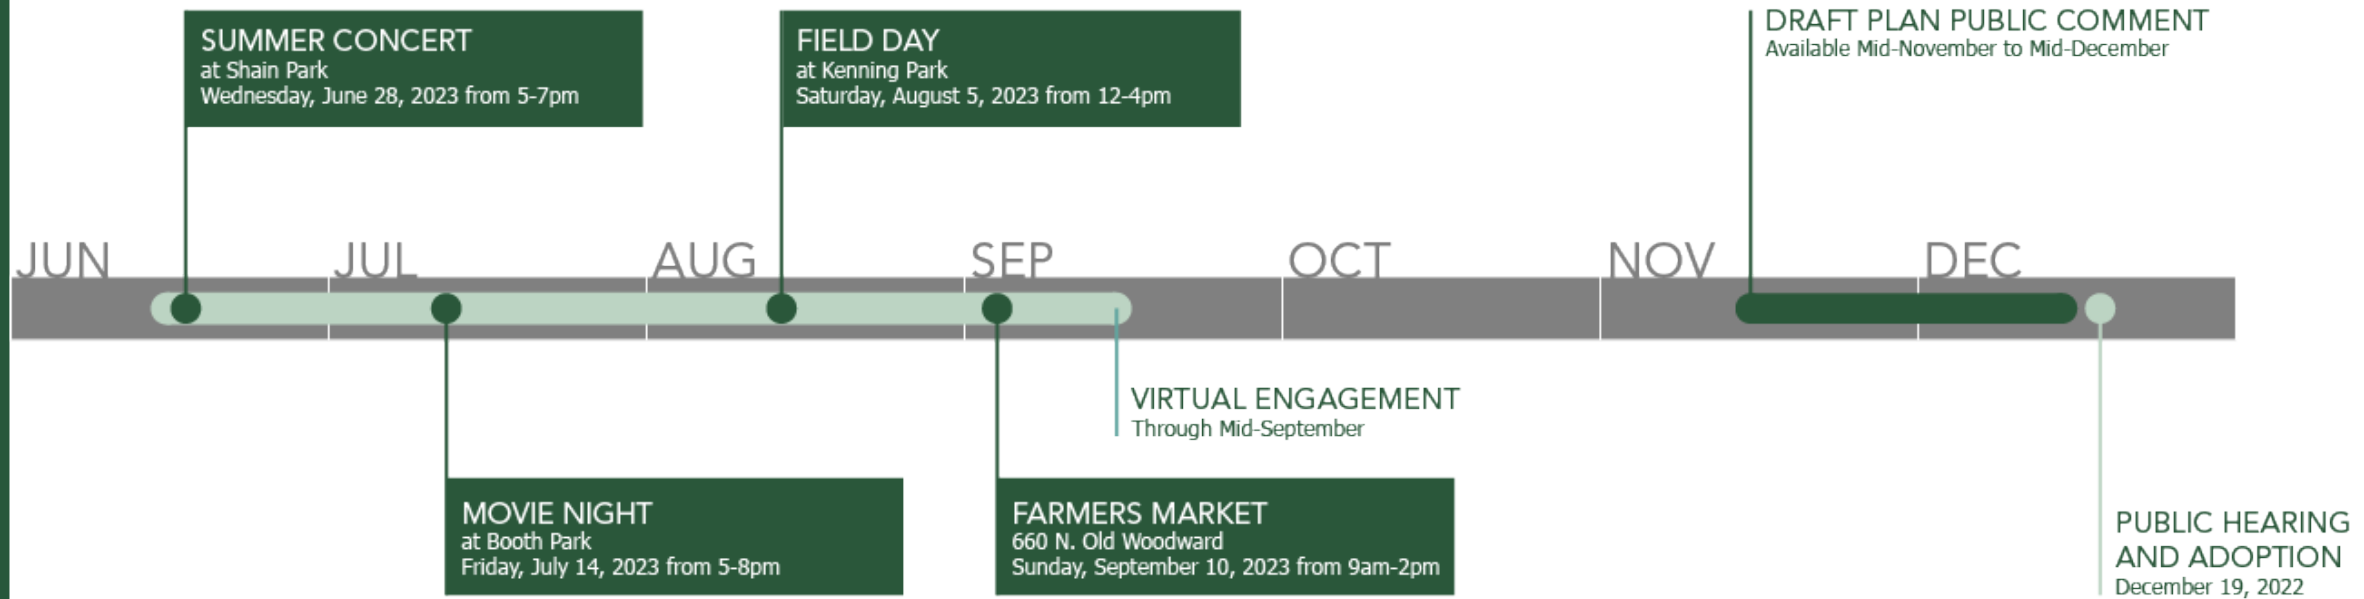 SUMMER CONCERT
at Shain Park
Wednesday, June 28, 2023 from 5-7pm
FIELD DAY
at Kenning Park
Saturday, August 5, 2023 from 12-4pm
DRAFT PLAN PUBLIC COMMENT
Available Mid-November to Mid-December
JUN JUL AUG SEP OCT NOV DEC
VIRTUAL ENGAGEMENT
Through Mid-September
MOVIE NIGHT
at Booth Park
Friday, July 14, 2023 from 5-8pm
FARMERS MARKET
660 N. Old Woodward
Sunday, September 10, 2023 from 9am-2pm
PUBLIC HEARING
AND ADOPTION
December 19, 2022